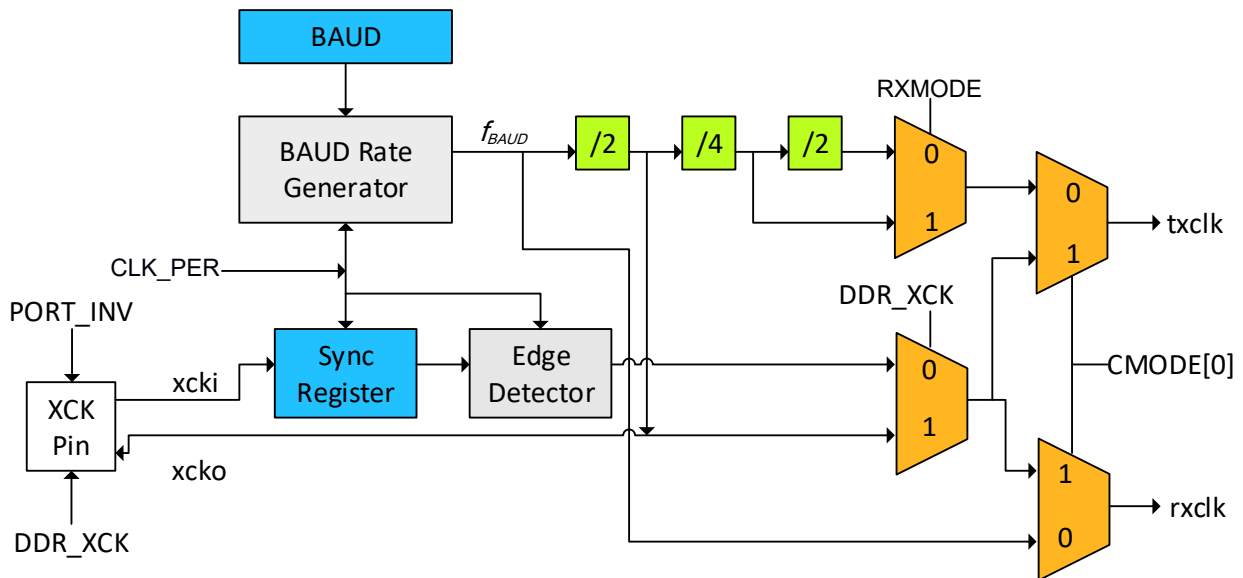 BAUD
RXMODE
BAUD Rate
Generator
fBAUD
/2
/4
/2
0
1
0
1
txclk
CLK_PER
PORT_INV
DDR_XCK
xcki
Sync
Register
Edge
Detector
0
1
CMODE[0]
XCK
Pin
xcko
1
0
rxclk
DDR_XCK